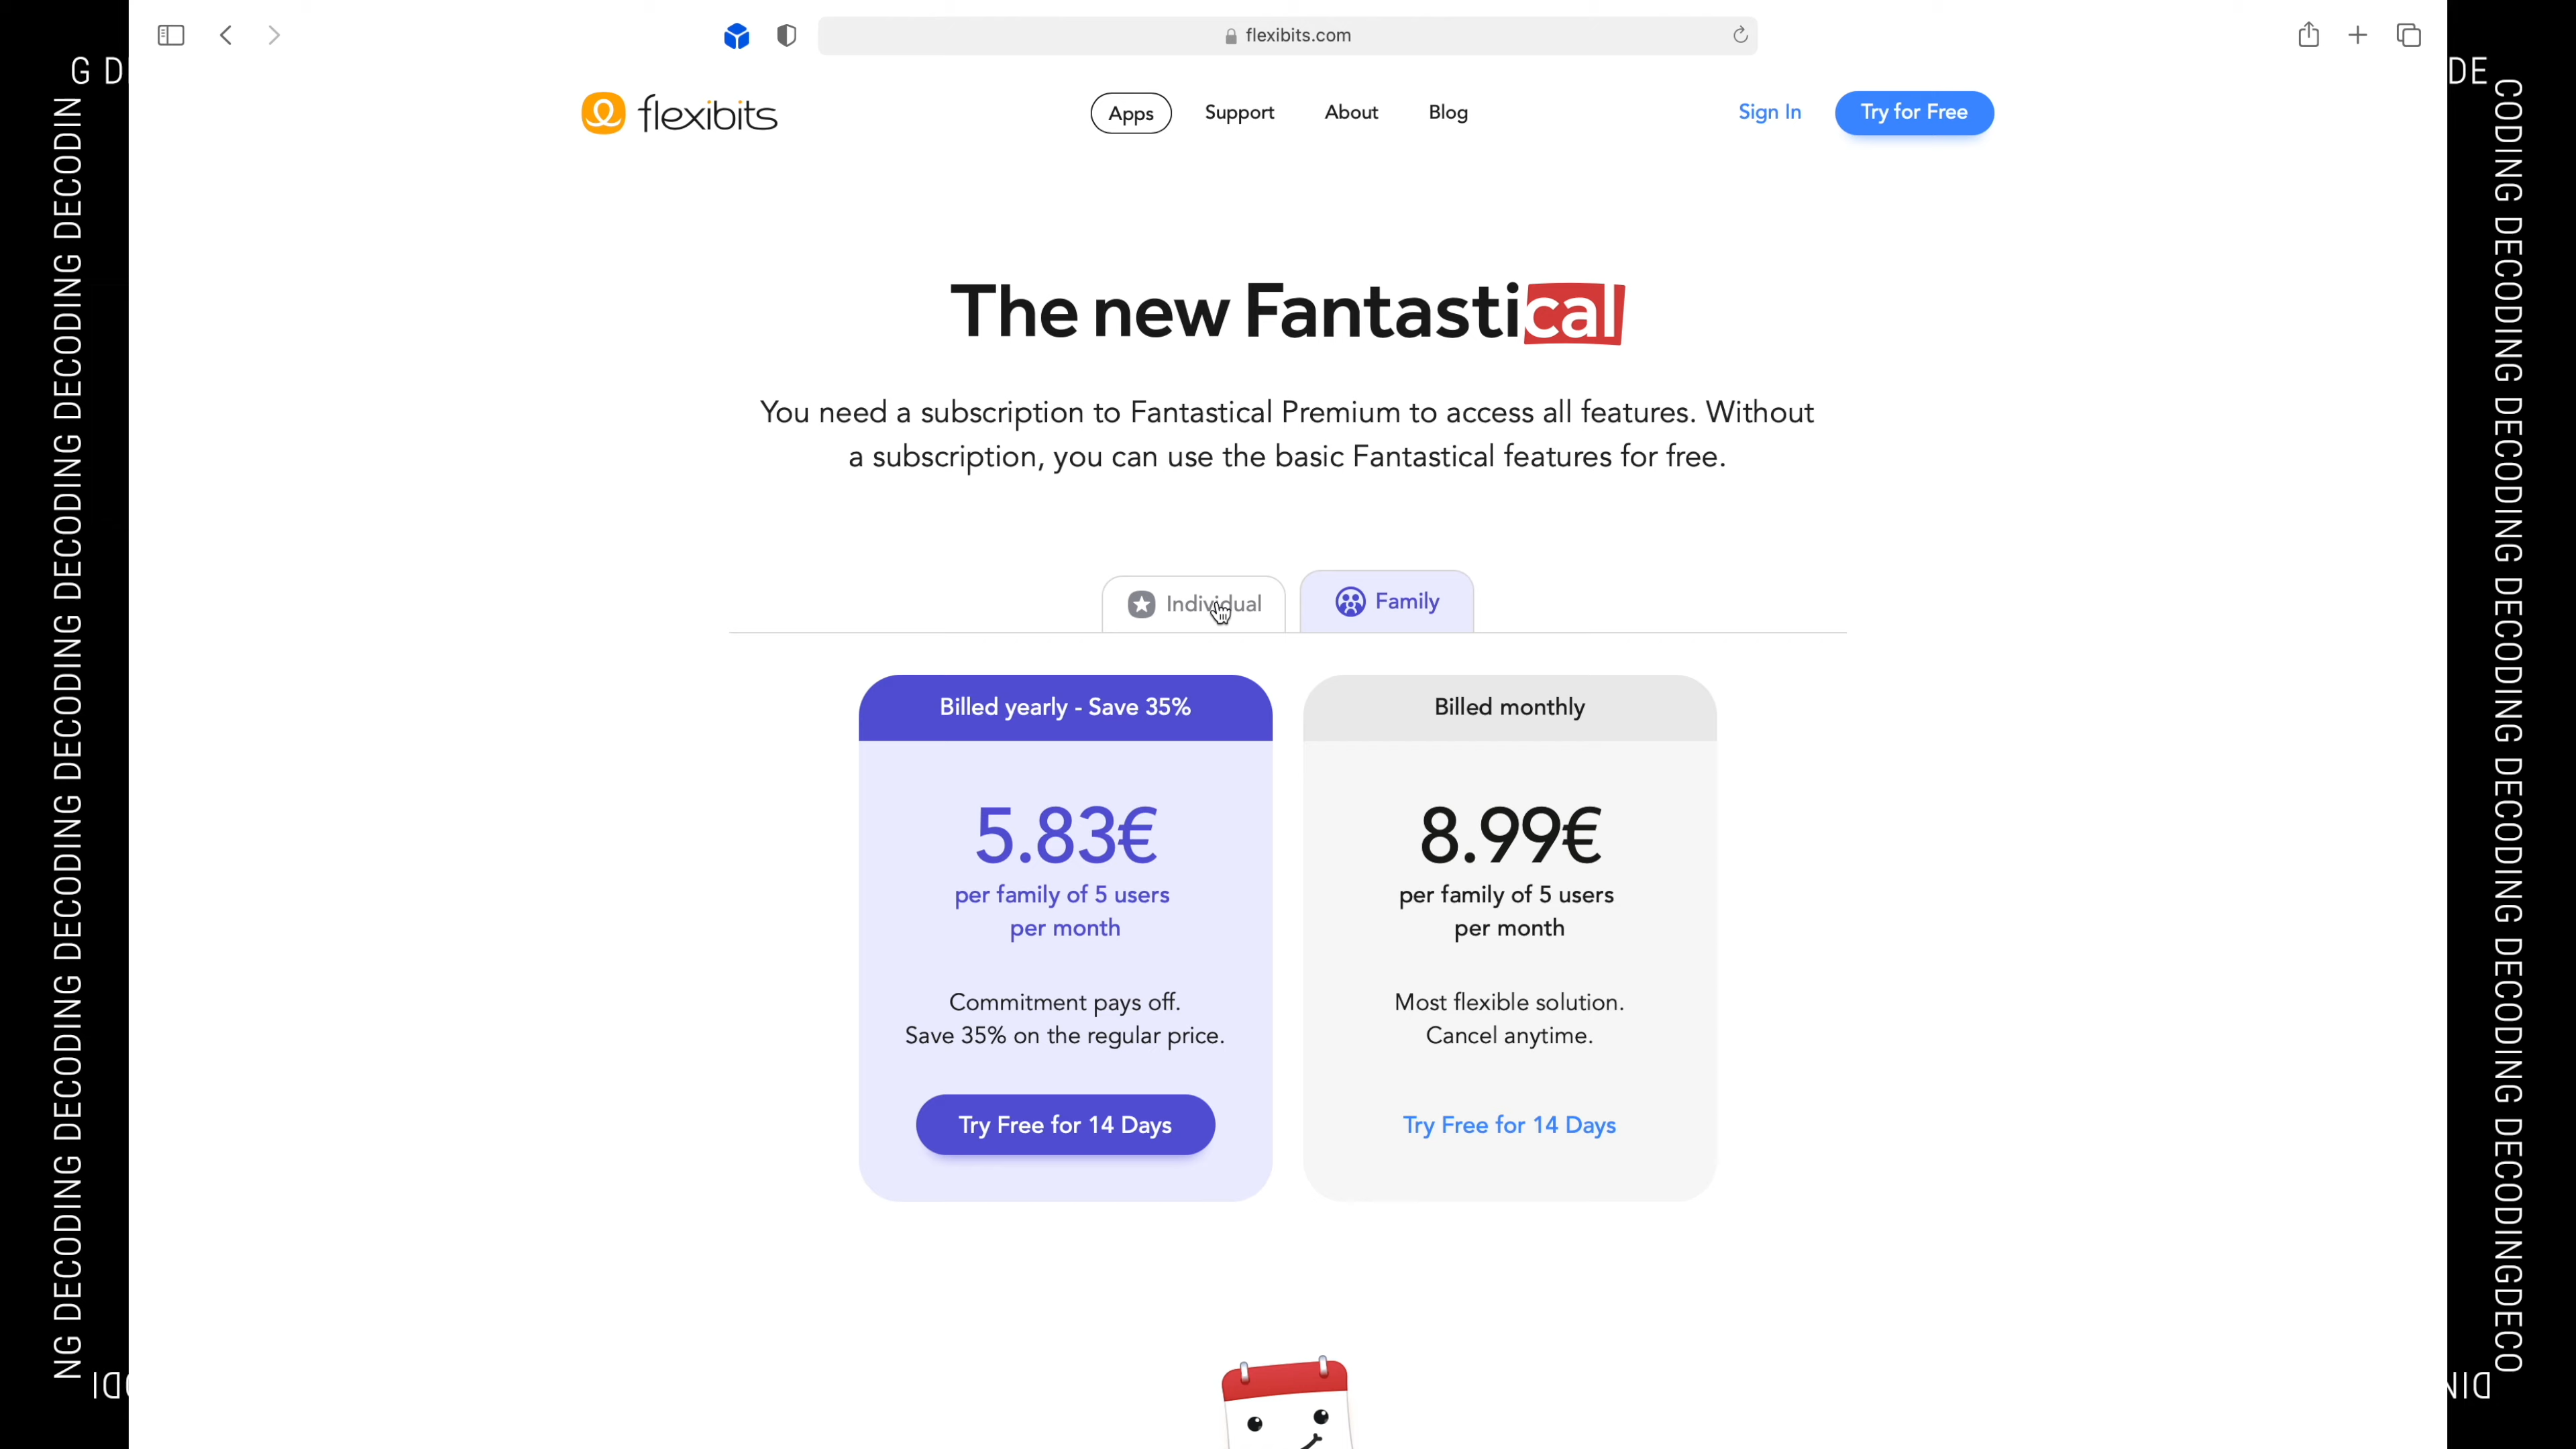 G D
DE
NG DECODING DECODING DECODING DECODING DECODING DECODING DECODIN
CODING DECODING DECODING DECODING DECODING DECODING DECODINGDECO
flexibits.com
flexibits
Apps Support About Blog
Sign In Try for Free
The new Fantastical
You need a subscription to Fantastical Premium to access all features. Without
a subscription, you can use the basic Fantastical features for free.
Individual Family
Billed yearly - Save 35%
5.83€
per family of 5 users
per month
Commitment pays off.
Save 35% on the regular price.
Try Free for 14 Days
Billed monthly
8.99€
per family of 5 users
per month
Most flexible solution.
Cancel anytime.
Try Free for 14 Days